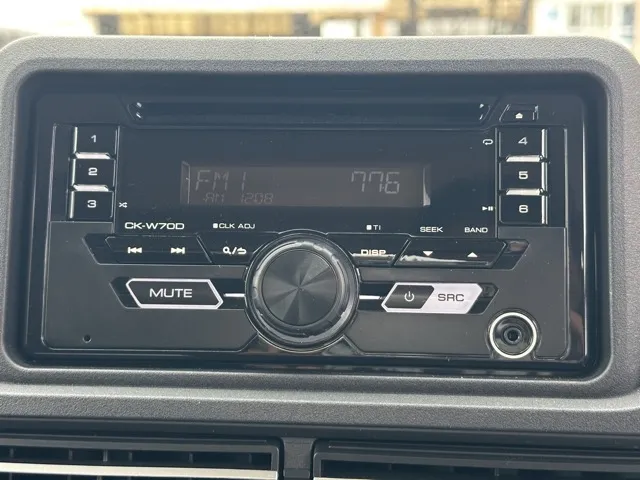 1
2
3
4
5
6
FM1 77.6
AM 12:08
CK-W70D
CLK ADJ
TI
SEEK
BAND
DISP
MUTE
SRC